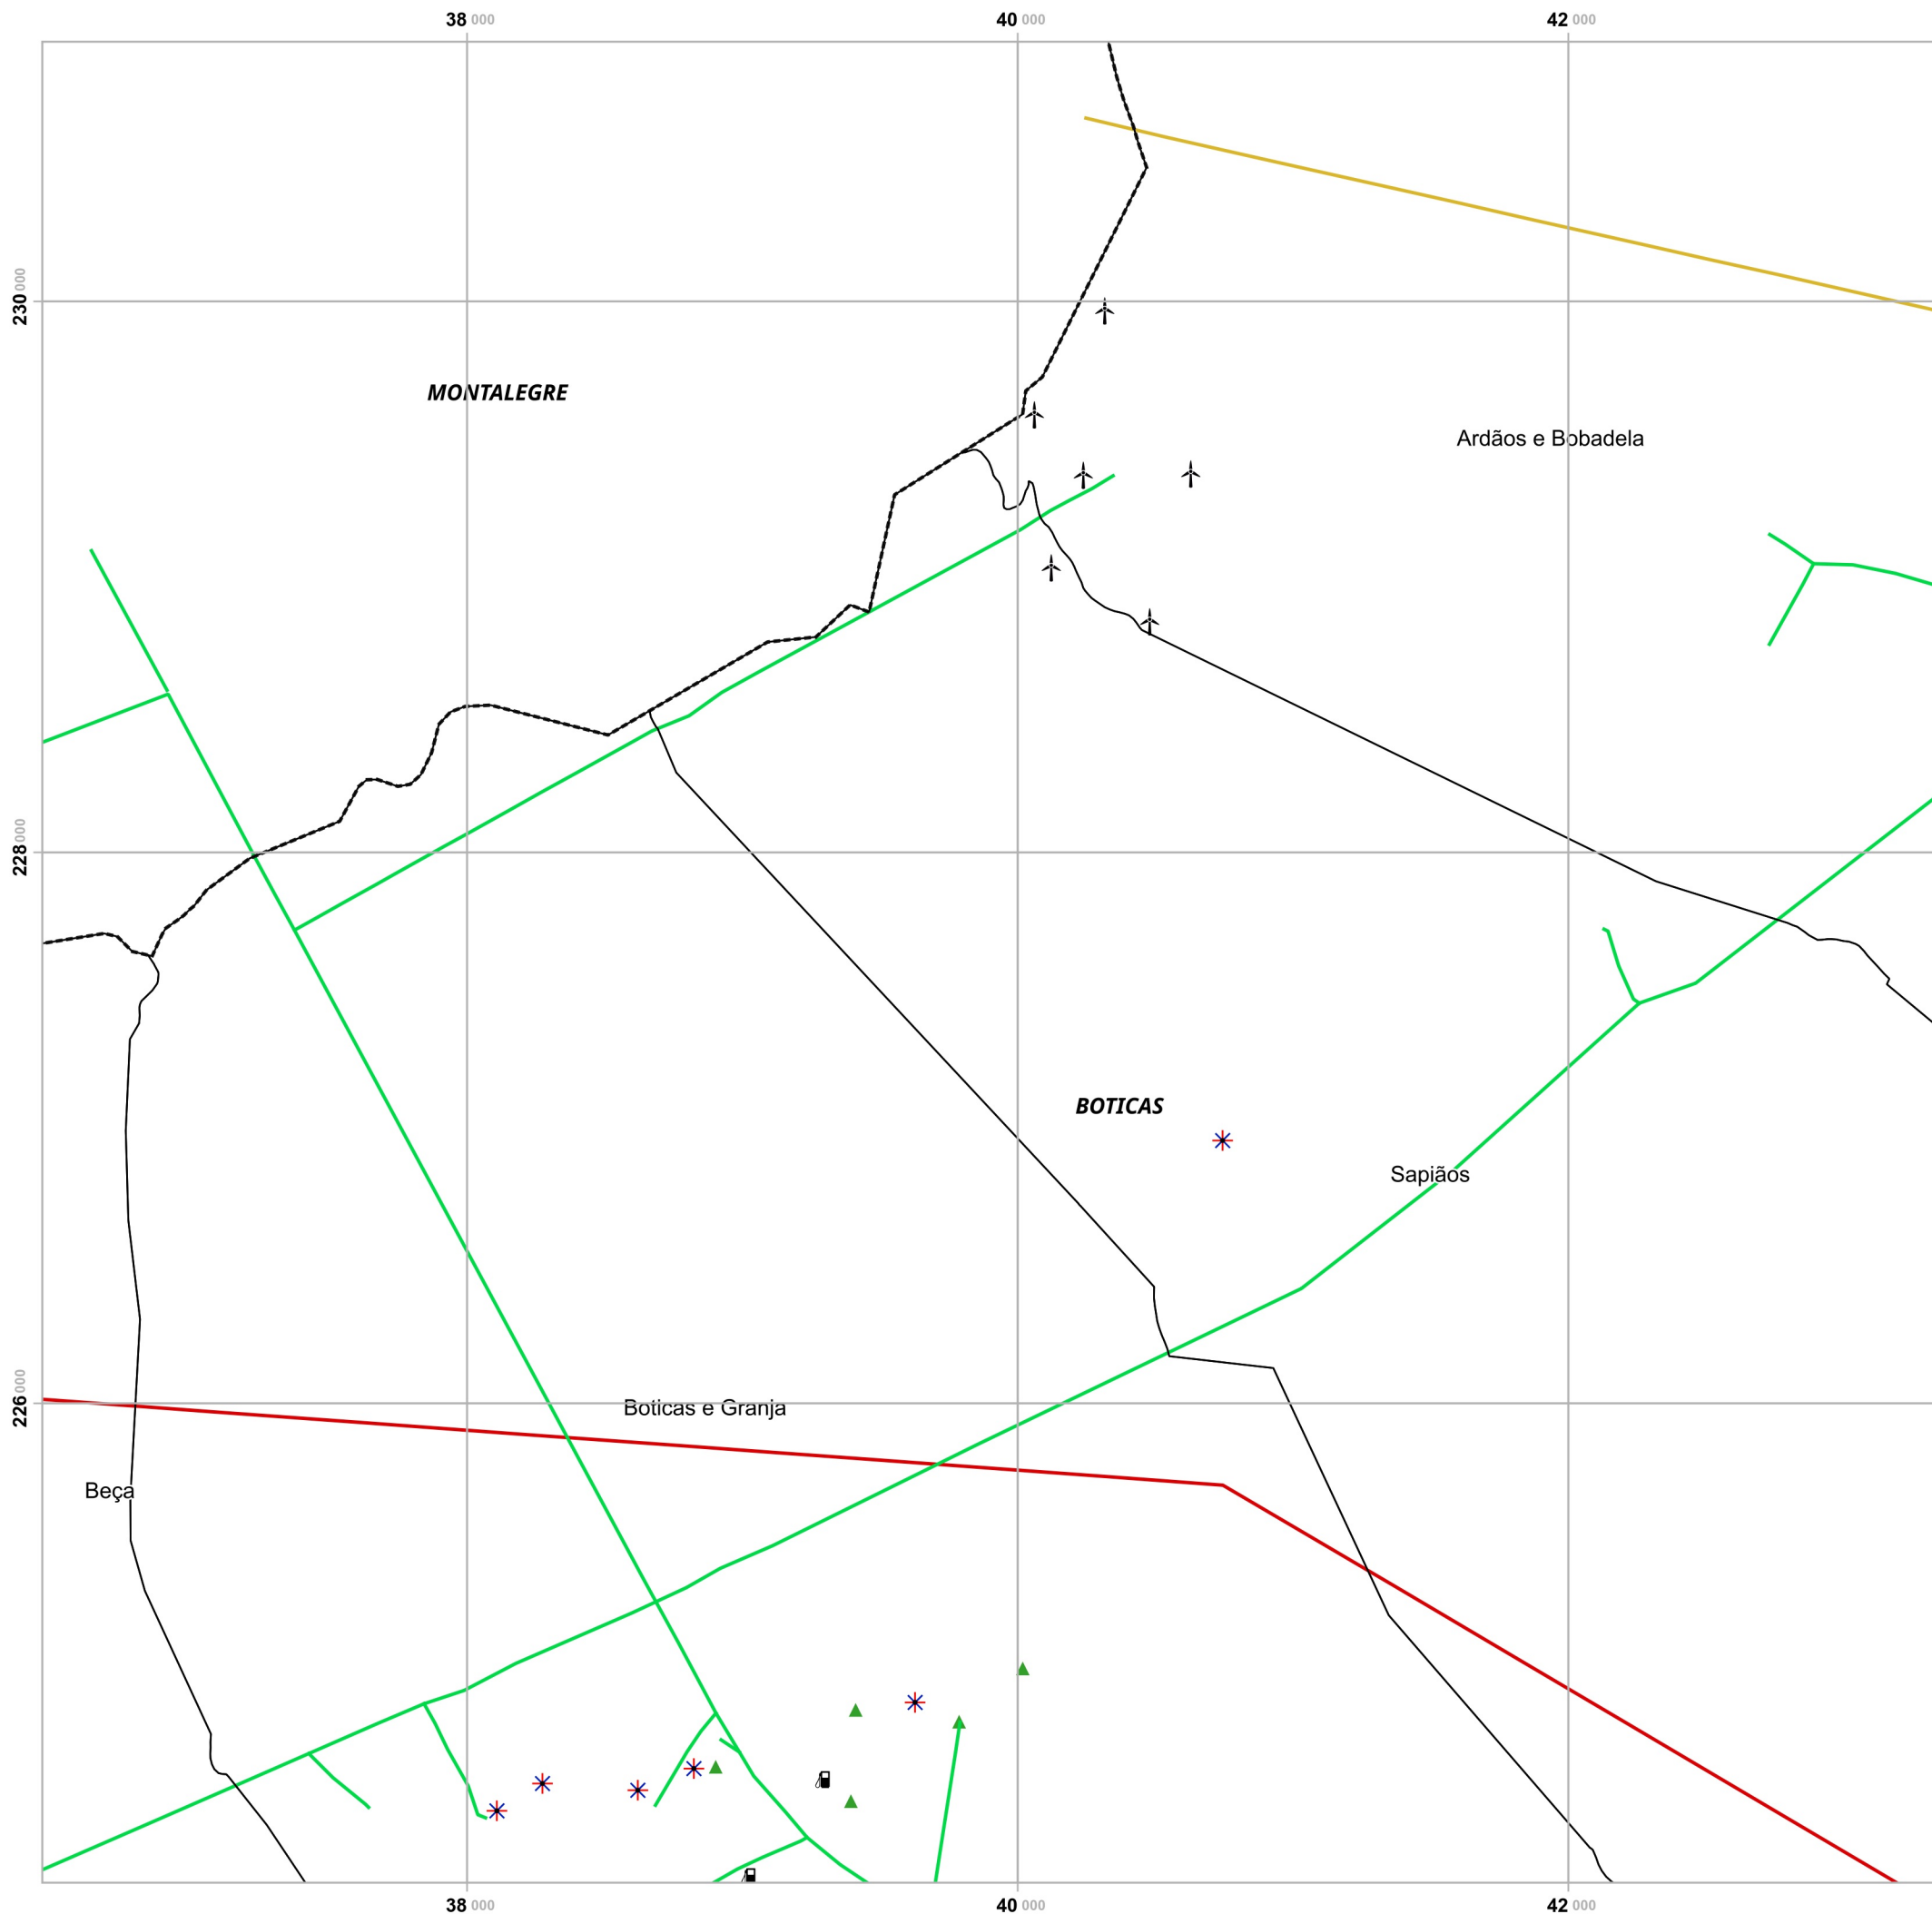 38 000
40 000
42 000
230 000
MONTALEGRE
Ardãos e Bobadela
228 000
BOTICAS
Sapiãos
226 000
Boticas e Granja
Beça
38 000
40 000
42 000